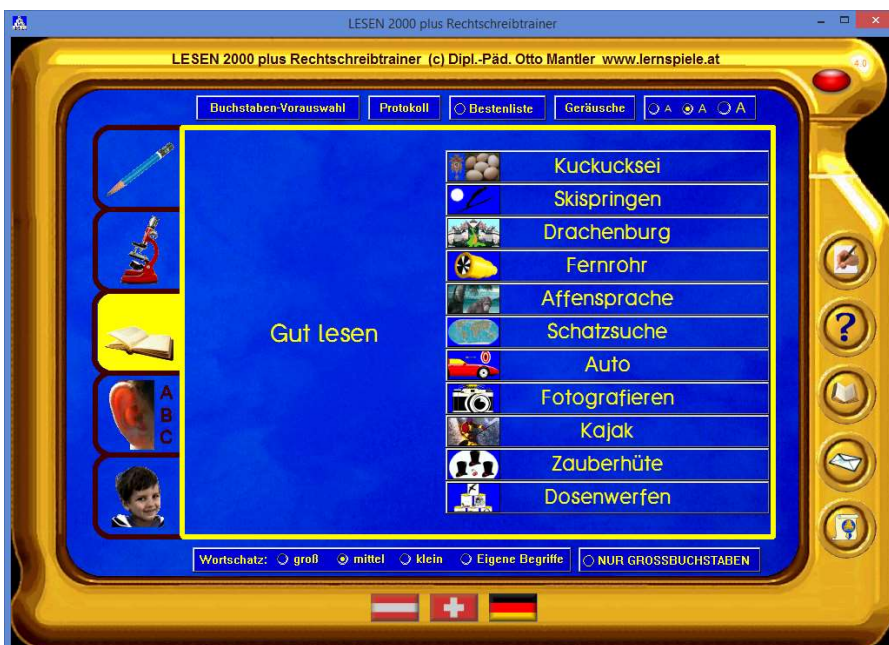 LESEN 2000 plus Rechtschreibtrainer
LESEN 2000 plus Rechtschreibtrainer (c) Dipl.-Päd. Otto Mantler www.lernspiele.at
4.0
Buchstaben-Vorauswahl Protokoll Bestenliste Geräusche A A A
Kuckucksei
Skispringen
Drachenburg
Fernrohr
Affensprache
Gut lesen Schatzsuche
Auto
Fotografieren
Kajak
Zauberhüte
Dosenwerfen
A
B
C
?
Wortschatz: groß mittel klein Eigene Begriffe NUR GROSSBUCHSTABEN